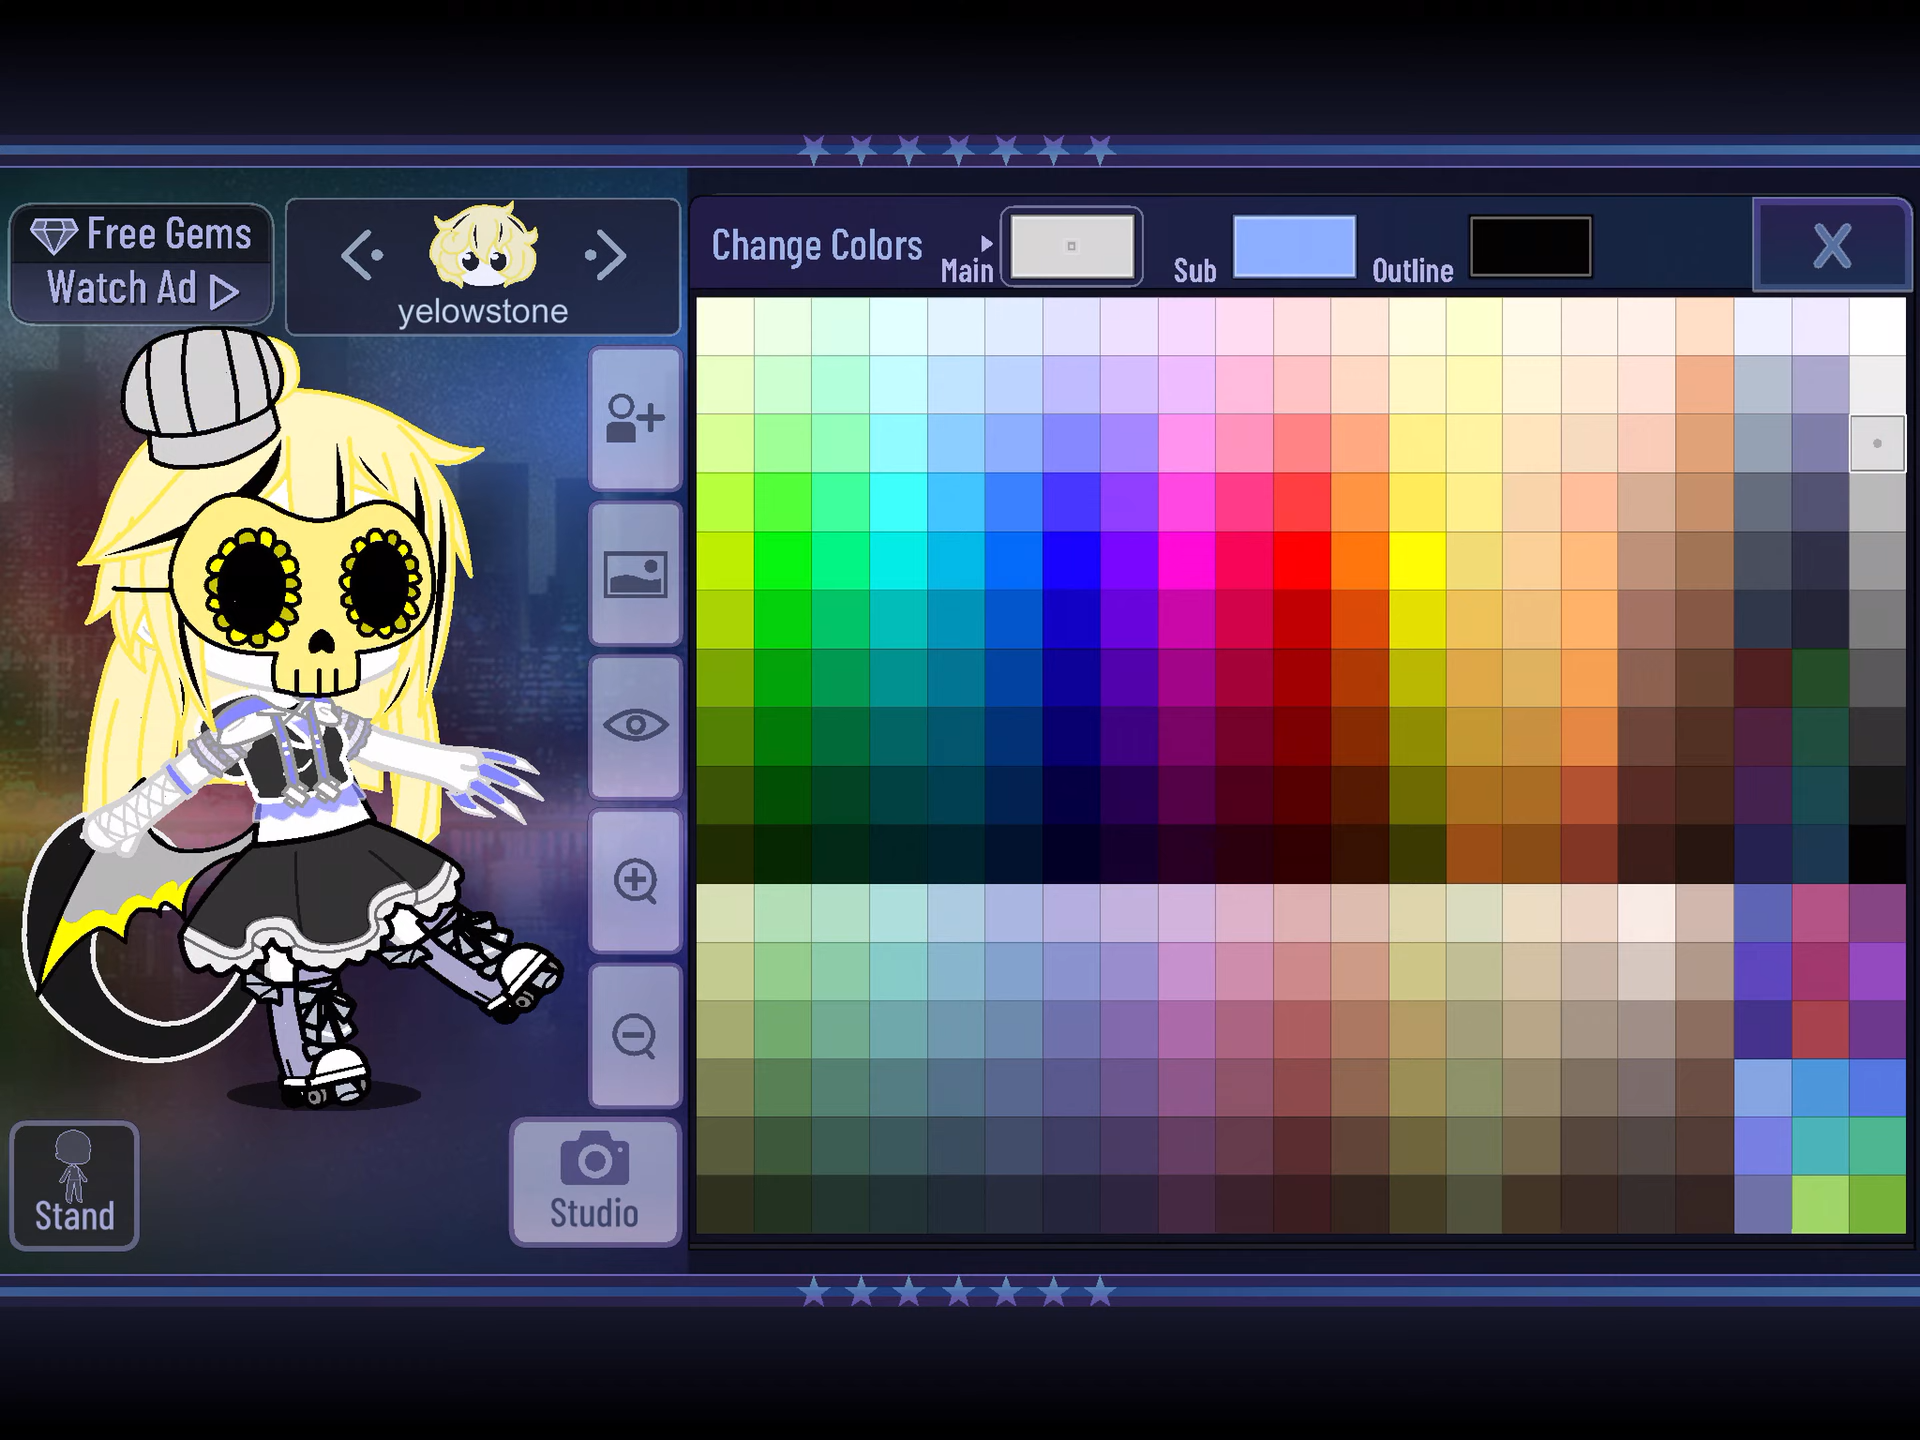 Free Gems
Watch Ad
yelowstone
Change Colors
Main
Sub
Outline
X
Stand
Studio